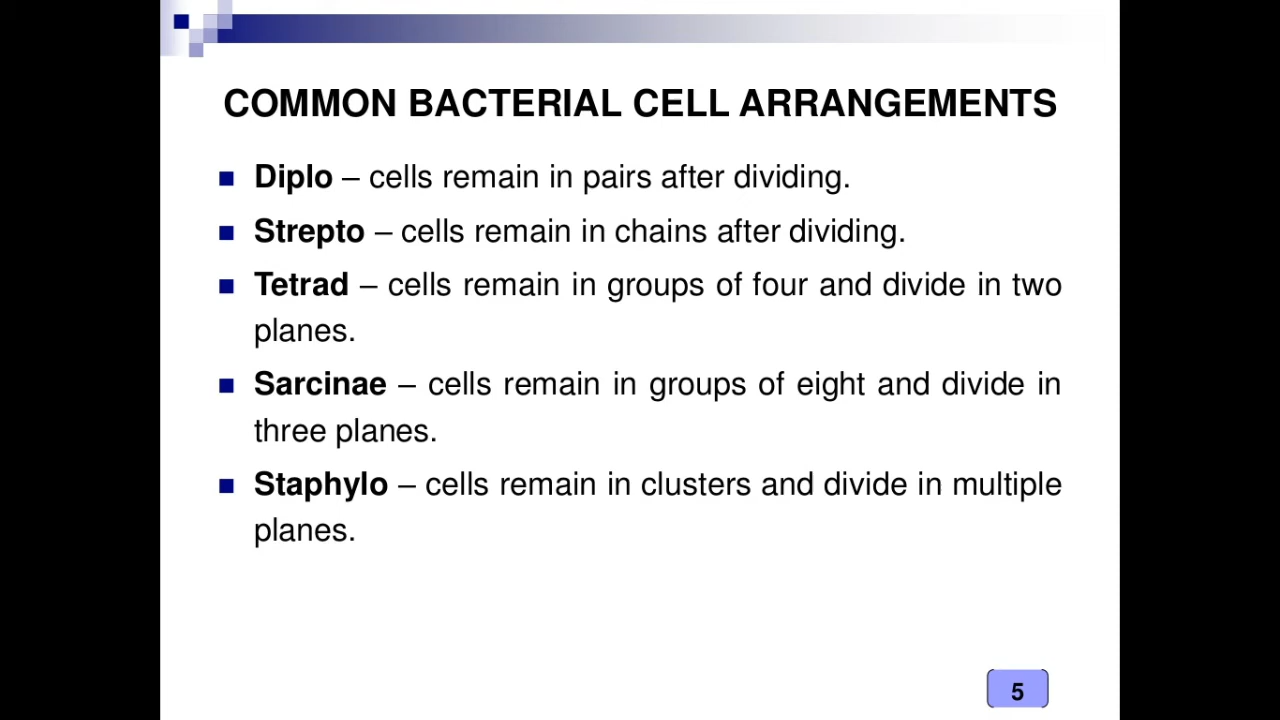 COMMON BACTERIAL CELL ARRANGEMENTS
Diplo – cells remain in pairs after dividing.
Strepto – cells remain in chains after dividing.
Tetrad – cells remain in groups of four and divide in two
planes.
Sarcinae – cells remain in groups of eight and divide in
three planes.
Staphylo – cells remain in clusters and divide in multiple
planes.
5